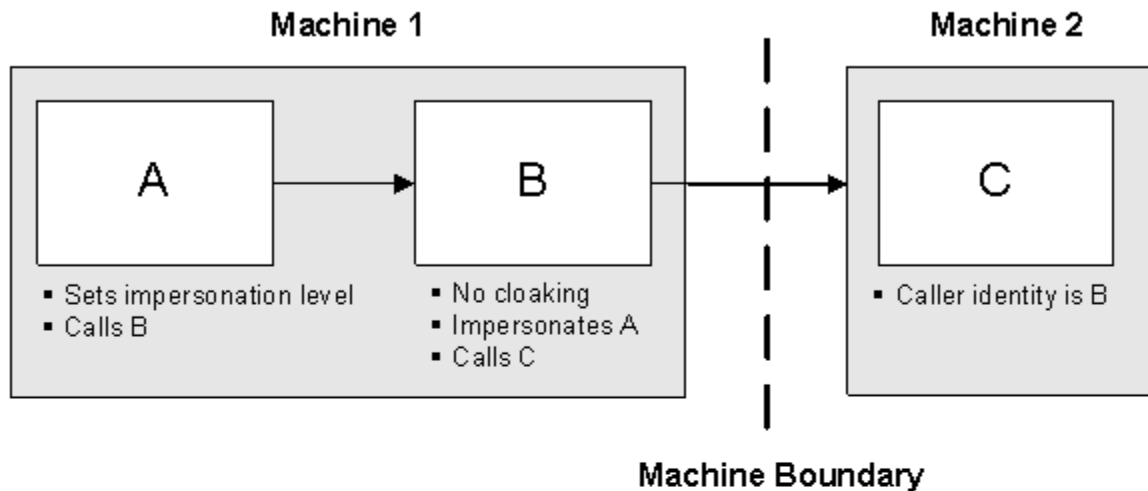 Machine 1
Machine 2
A
B
C
▪ Sets impersonation level
▪ Calls B
▪ No cloaking
▪ Impersonates A
▪ Calls C
▪ Caller identity is B
Machine Boundary